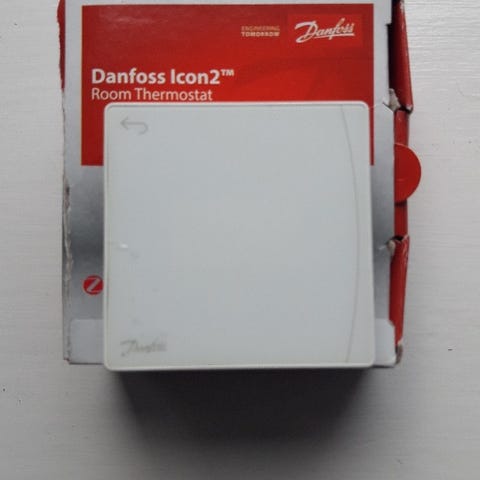 ENGINEERING
TOMORROW
Danfoss
Danfoss Icon2™
Room Thermostat
Danfoss